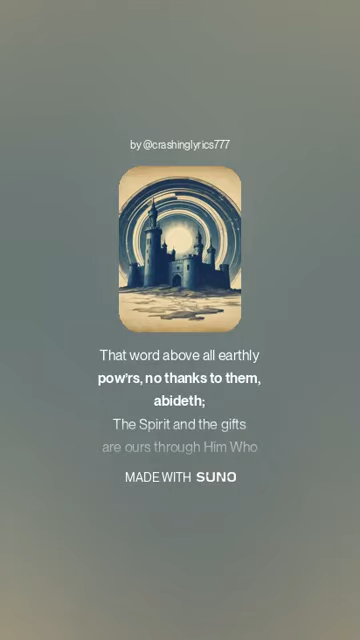 by @crashinglyrics777
That word above all earthly
pow'rs, no thanks to them,
abideth;
The Spirit and the gifts
are ours through Him Who
MADE WITH SUNO